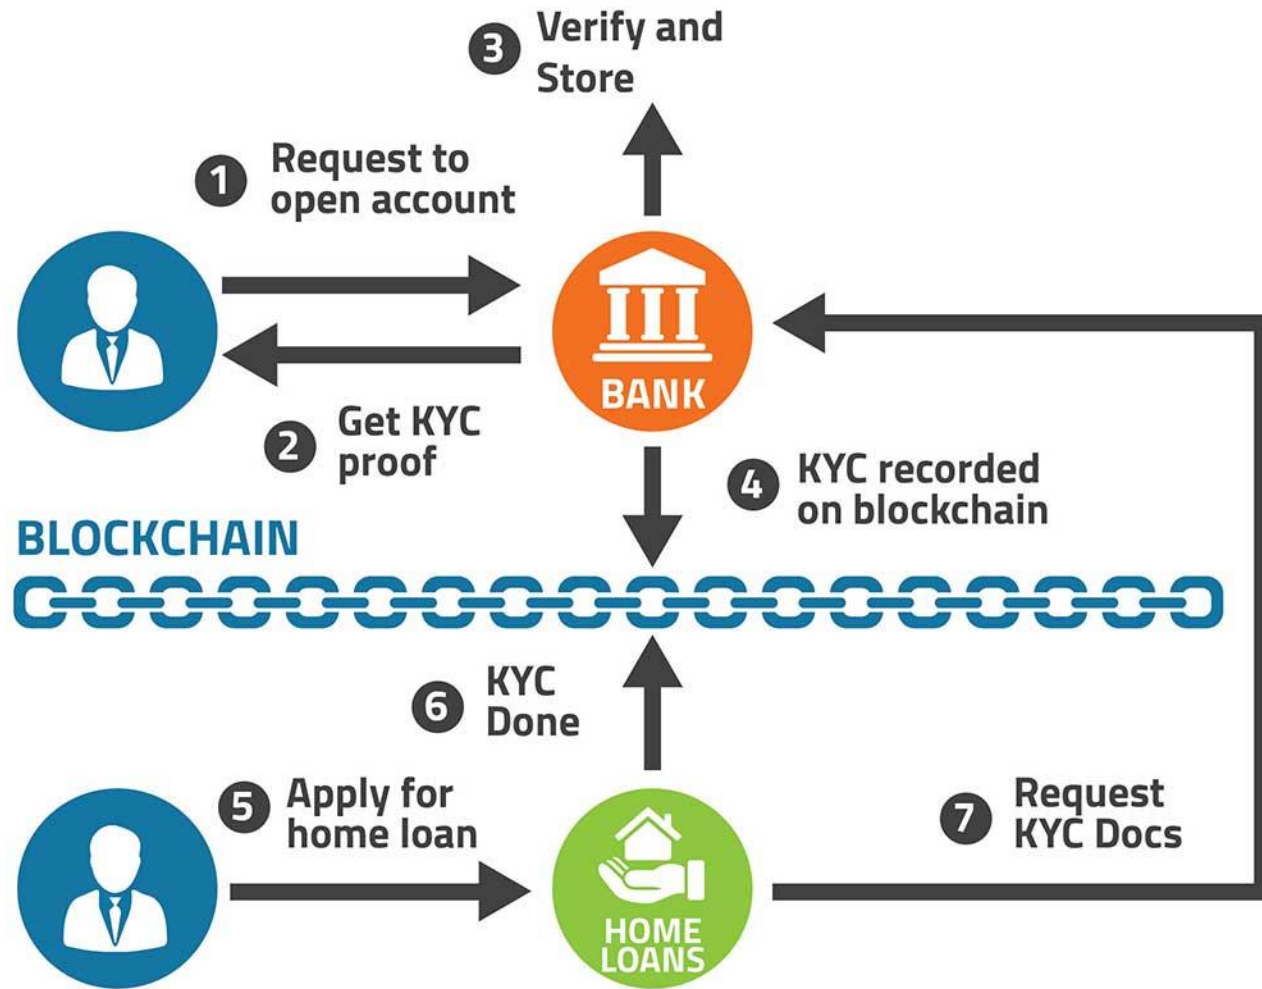 3 Verify and
Store
1 Request to
open account
BANK
2 Get KYC
proof
4 KYC recorded
on blockchain
BLOCKCHAIN
6 KYC
Done
5 Apply for
home loan
7 Request
KYC Docs
HOME
LOANS